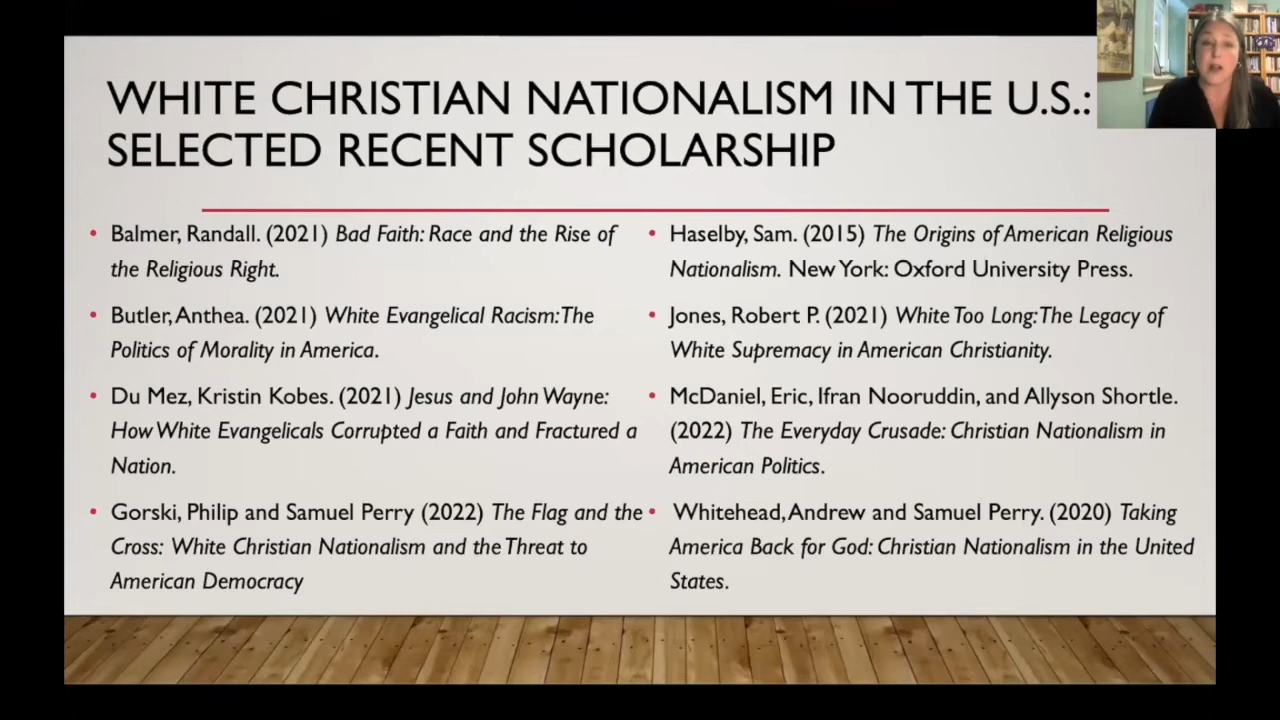 WHITE CHRISTIAN NATIONALISM IN THE U.S.:
SELECTED RECENT SCHOLARSHIP
• Balmer, Randall. (2021) Bad Faith: Race and the Rise of
the Religious Right.
• Butler, Anthea. (2021) White Evangelical Racism: The
Politics of Morality in America.
• Du Mez, Kristin Kobes. (2021) Jesus and John Wayne:
How White Evangelicals Corrupted a Faith and Fractured a
Nation.
• Gorski, Philip and Samuel Perry (2022) The Flag and the
Cross: White Christian Nationalism and the Threat to
American Democracy
• Haselby, Sam. (2015) The Origins of American Religious
Nationalism. New York: Oxford University Press.
• Jones, Robert P. (2021) White Too Long: The Legacy of
White Supremacy in American Christianity.
• McDaniel, Eric, Ifran Nooruddin, and Allyson Shortle.
(2022) The Everyday Crusade: Christian Nationalism in
American Politics.
• Whitehead, Andrew and Samuel Perry. (2020) Taking
America Back for God: Christian Nationalism in the United
States.